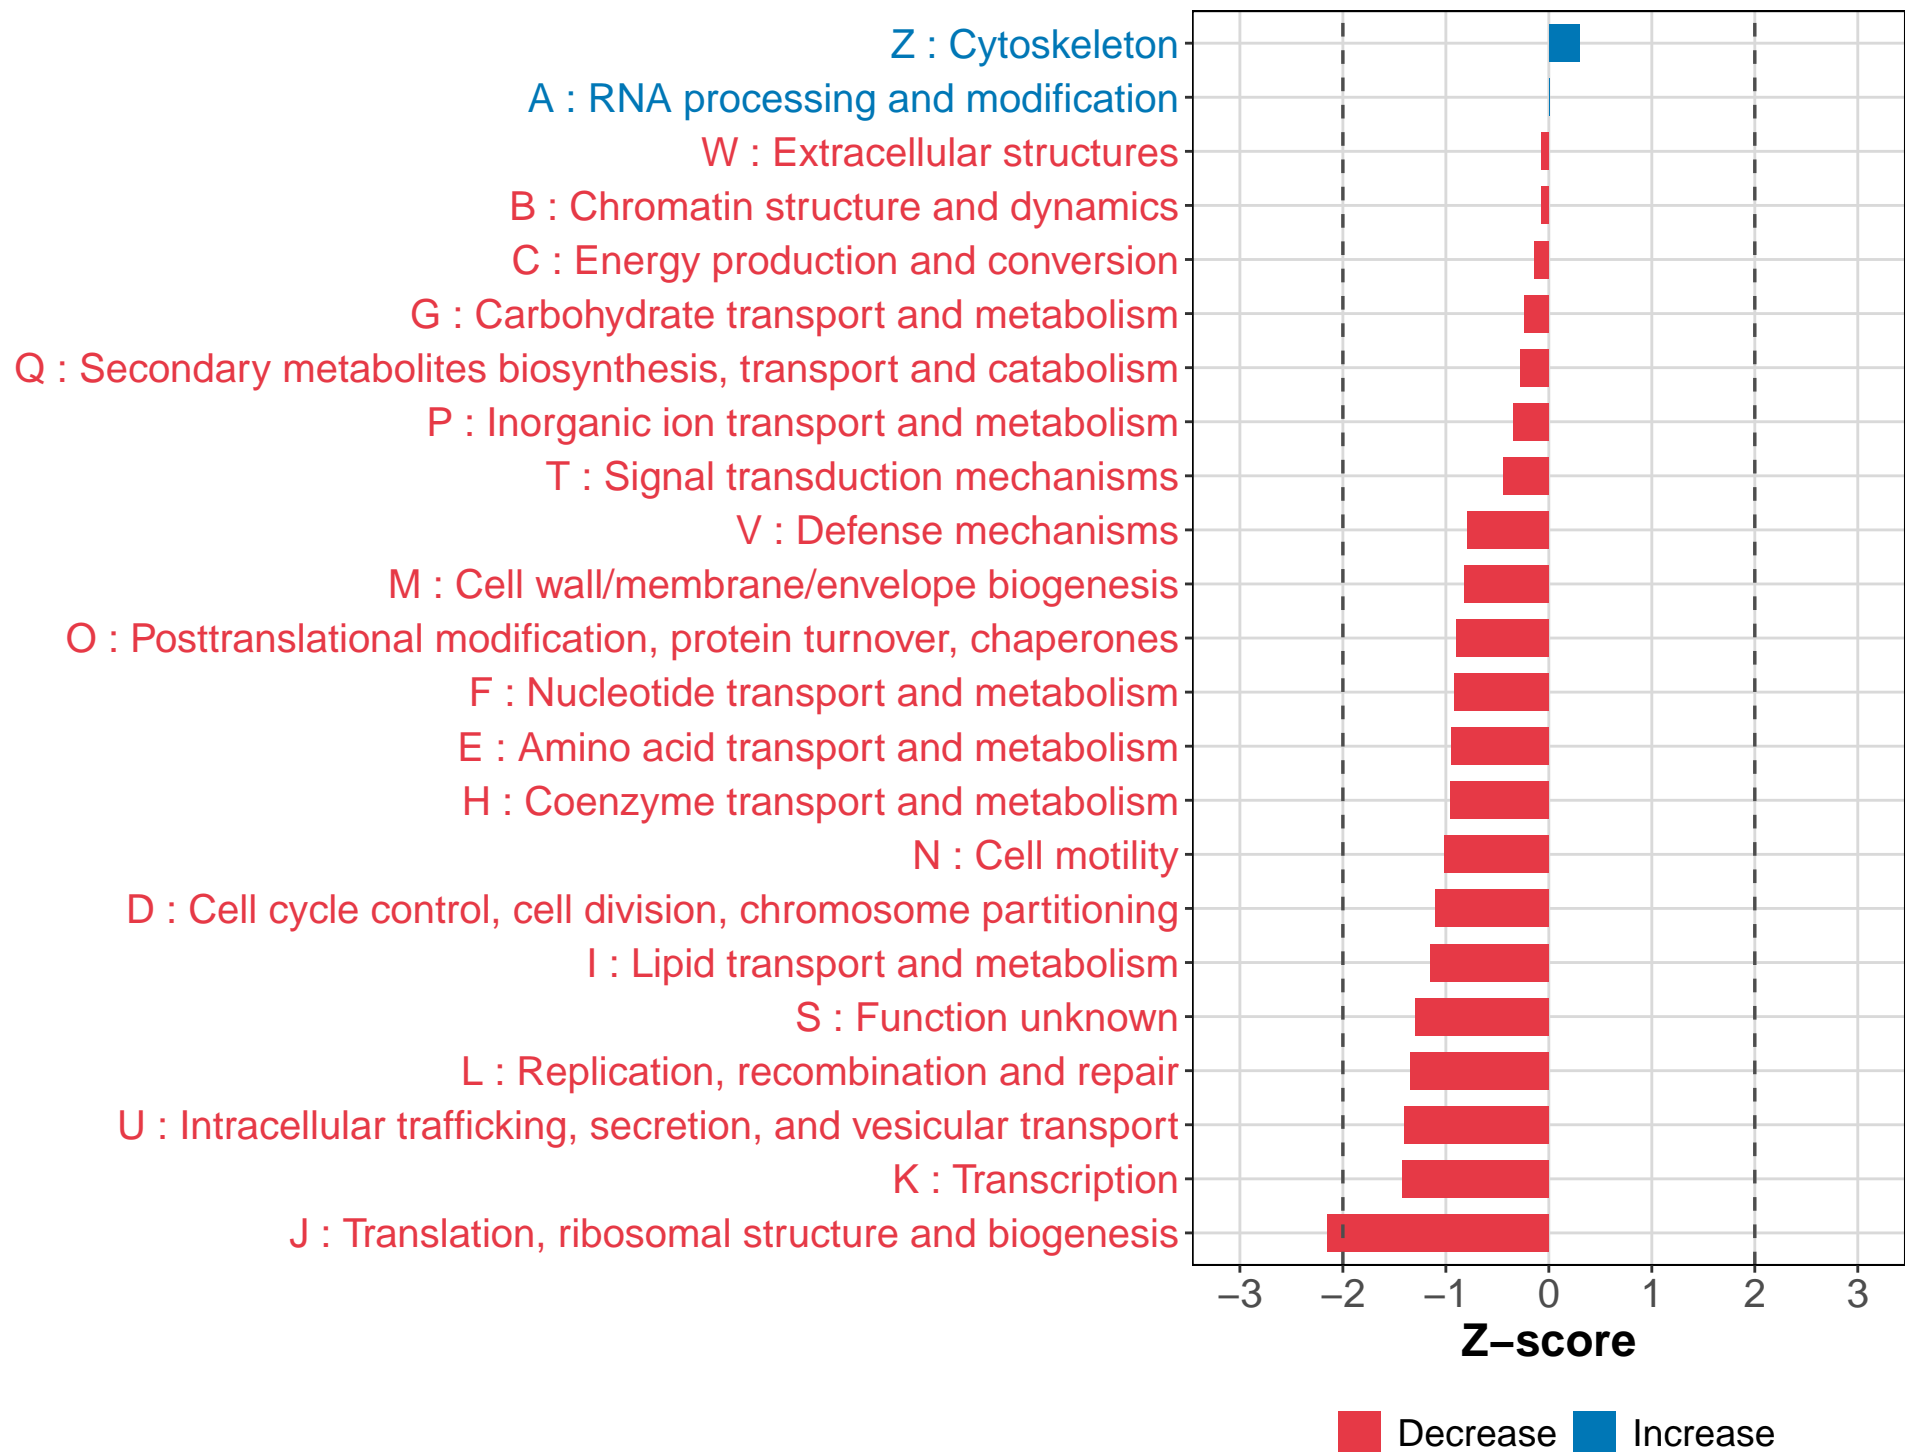 Z : Cytoskeleton
A : RNA processing and modification
W : Extracellular structures
B : Chromatin structure and dynamics
C : Energy production and conversion
G : Carbohydrate transport and metabolism
Q : Secondary metabolites biosynthesis, transport and catabolism
P : Inorganic ion transport and metabolism
T : Signal transduction mechanisms
V : Defense mechanisms
M : Cell wall/membrane/envelope biogenesis
O : Posttranslational modification, protein turnover, chaperones
F : Nucleotide transport and metabolism
E : Amino acid transport and metabolism
H : Coenzyme transport and metabolism
N : Cell motility
D : Cell cycle control, cell division, chromosome partitioning
I : Lipid transport and metabolism
S : Function unknown
L : Replication, recombination and repair
U : Intracellular trafficking, secretion, and vesicular transport
K : Transcription
J : Translation, ribosomal structure and biogenesis
−3 −2 −1 0 1 2 3
Z−score
Decrease Increase